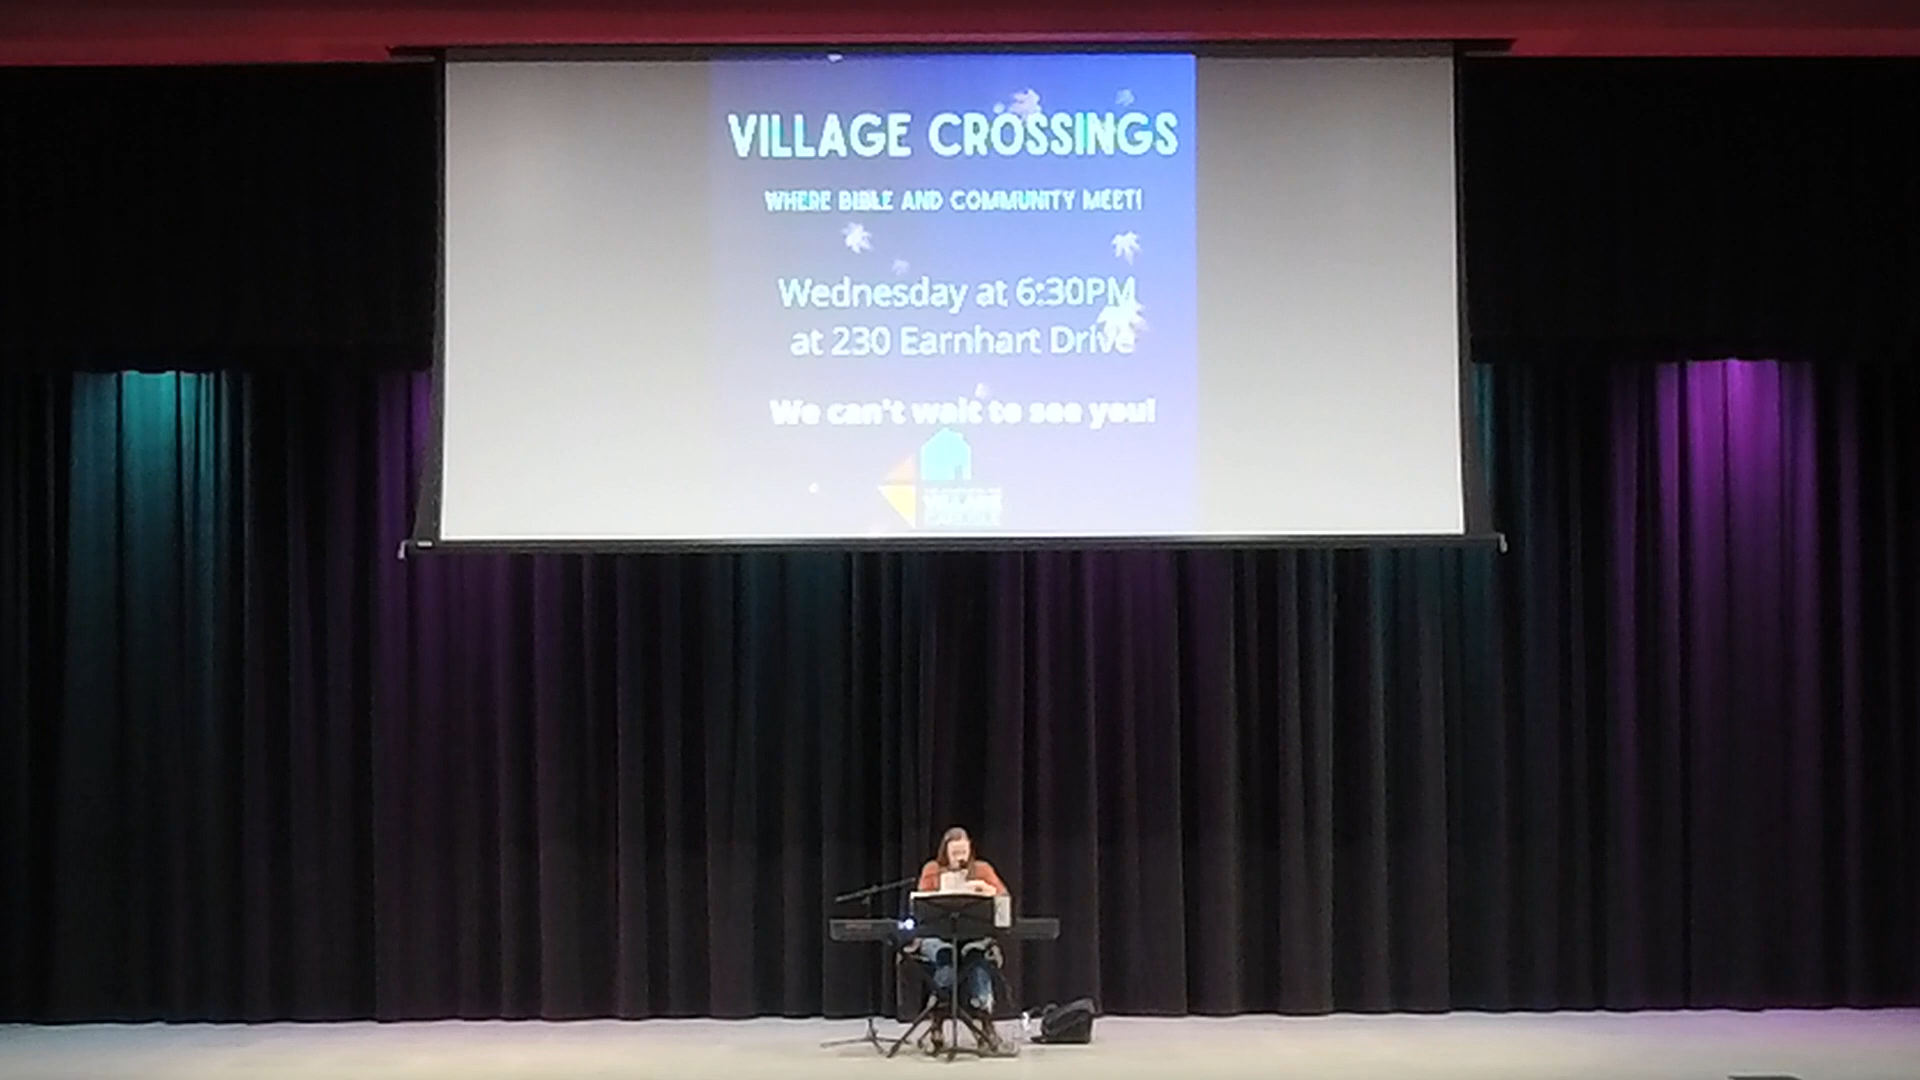 VILLAGE CROSSINGS
WHERE BIBLE AND COMMUNITY MEET!
Wednesday at 6:30PM
at 230 Earnhart Drive
We can't wait to see you!
VILLAGE